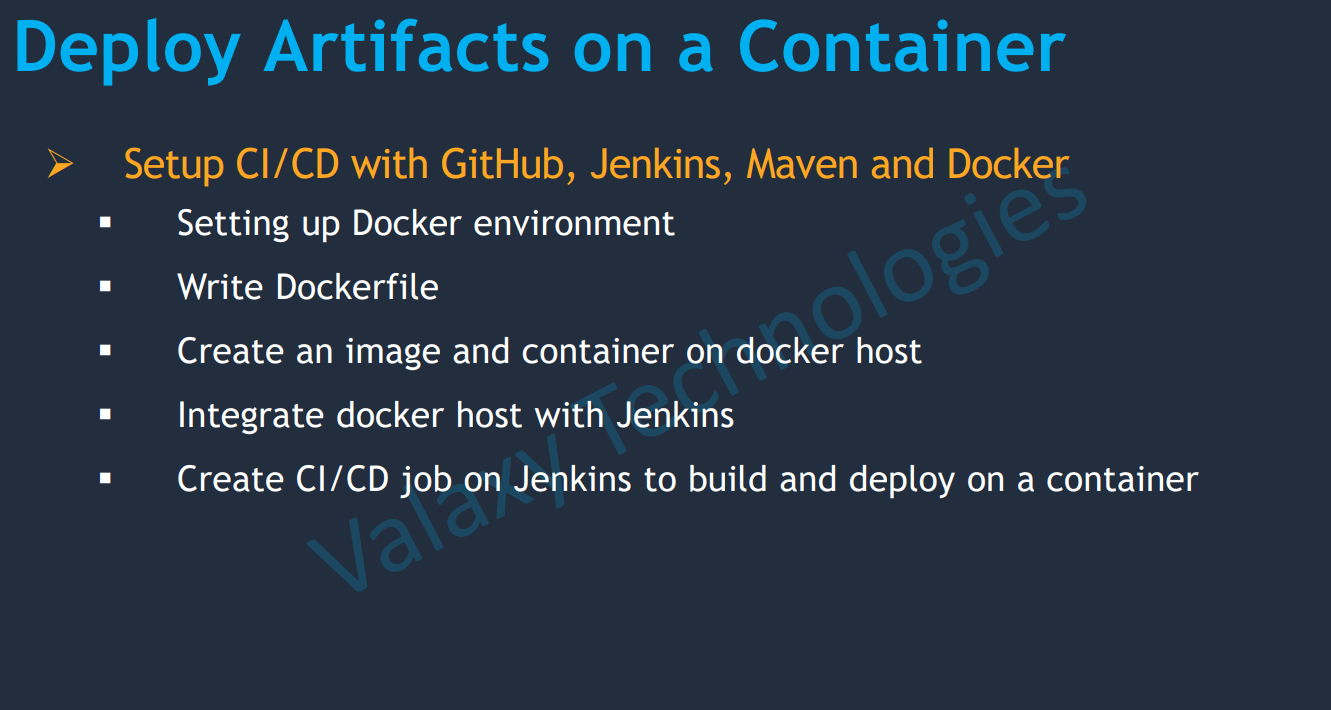 Deploy Artifacts on a Container
Setup CI/CD with GitHub, Jenkins, Maven and Docker
Setting up Docker environment
Write Dockerfile
Create an image and container on docker host
Integrate docker host with Jenkins
Create CI/CD job on Jenkins to build and deploy on a container
Valaxy Technologies